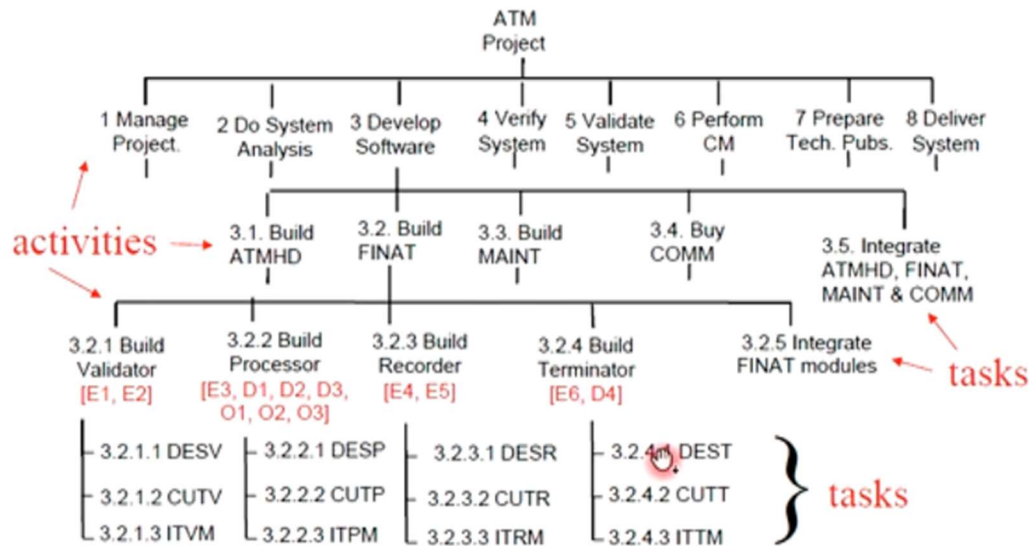 ATM
Project
1 Manage
Project.
2 Do System
Analysis
3 Develop
Software
4 Verify
System
5 Validate
System
6 Perform
CM
7 Prepare
Tech. Pubs.
8 Deliver
System
activities
3.1. Build
ATMHD
3.2. Build
FINAT
3.3. Build
MAINT
3.4. Buy
COMM
3.5. Integrate
ATMHD, FINAT,
MAINT & COMM
3.2.1 Build
Validator
[E1, E2]
3.2.2 Build
Processor
[E3, D1, D2, D3,
O1, O2, O3]
3.2.3 Build
Recorder
[E4, E5]
3.2.4 Build
Terminator
[E6, D4]
3.2.5 Integrate
FINAT modules
tasks
3.2.1.1 DESV
3.2.1.2 CUTV
3.2.1.3 ITVM
3.2.2.1 DESP
3.2.2.2 CUTP
3.2.2.3 ITPM
3.2.3.1 DESR
3.2.3.2 CUTR
3.2.3.3 ITRM
DEST
3.2.4.2 CUTT
3.2.4.3 ITTM
tasks